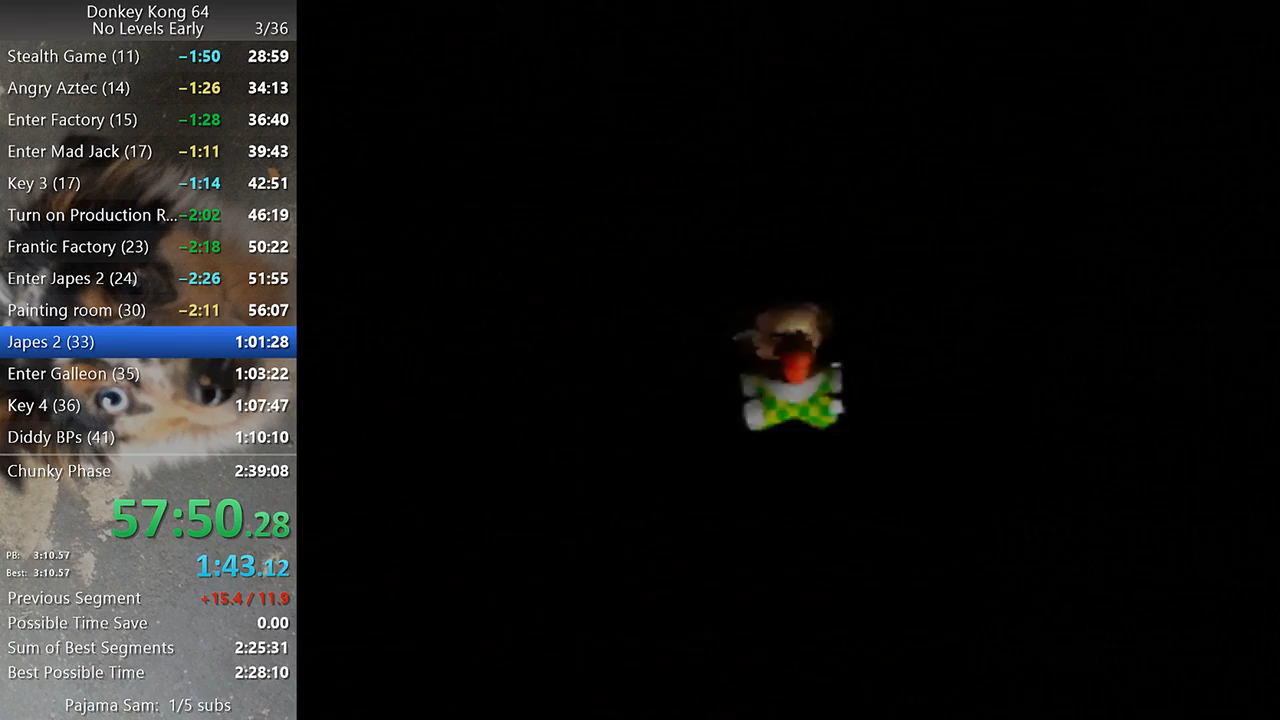 Donkey Kong 64
No Levels Early 3/36
Stealth Game (11) −1:50 28:59
Angry Aztec (14) −1:26 34:13
Enter Factory (15) −1:28 36:40
Enter Mad Jack (17) −1:11 39:43
Key 3 (17) −1:14 42:51
Turn on Production R... −2:02 46:19
Frantic Factory (23) −2:18 50:22
Enter Japes 2 (24) −2:26 51:55
Painting room (30) −2:11 56:07
Japes 2 (33) 1:01:28
Enter Galleon (35) 1:03:22
Key 4 (36) 1:07:47
Diddy BPs (41) 1:10:10
Chunky Phase 2:39:08
57:50.28
PB: 3:10.57
Best: 3:10.57
1:43.12
Previous Segment +15.4 / 11.9
Possible Time Save 0.00
Sum of Best Segments 2:25:31
Best Possible Time 2:28:10
Pajama Sam: 1/5 subs